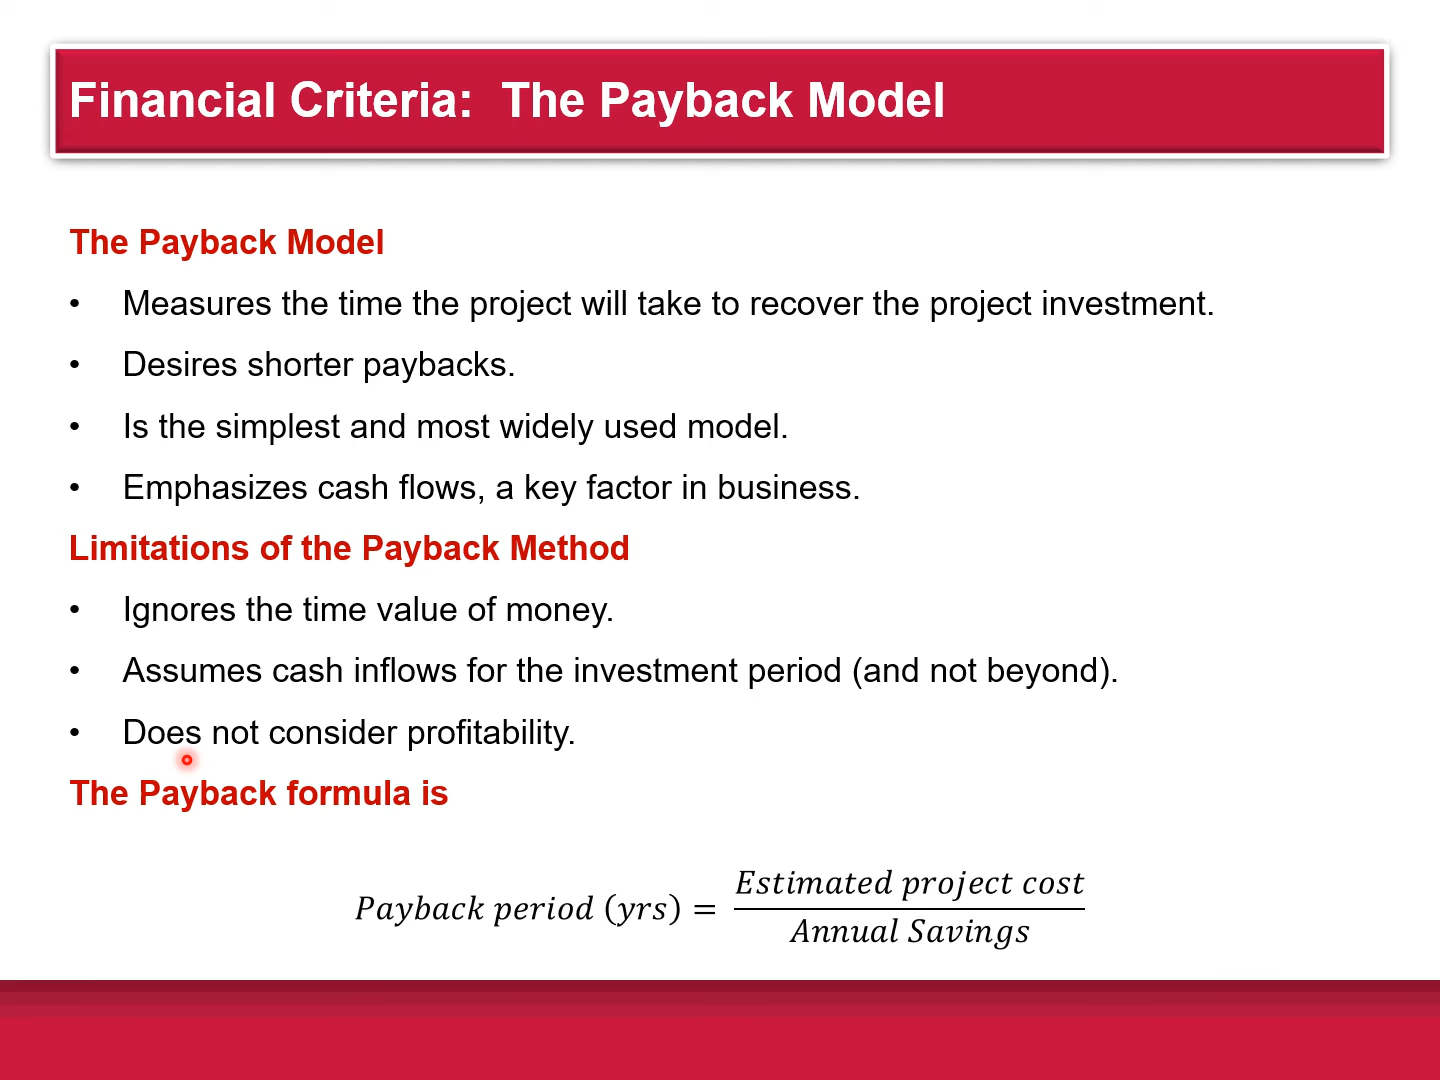 Financial Criteria:  The Payback Model
The Payback Model
• Measures the time the project will take to recover the project investment.
• Desires shorter paybacks.
• Is the simplest and most widely used model.
• Emphasizes cash flows, a key factor in business.
Limitations of the Payback Method
• Ignores the time value of money.
• Assumes cash inflows for the investment period (and not beyond).
• Does not consider profitability.
The Payback formula is
Payback period (yrs) = Estimated project cost / Annual Savings